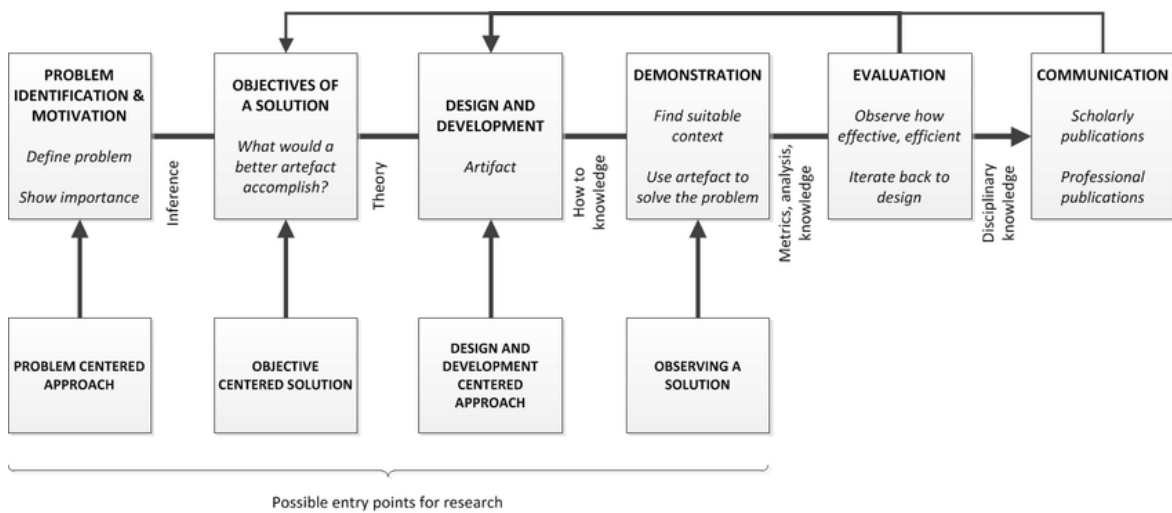 PROBLEM
IDENTIFICATION &
MOTIVATION
Define problem
Show importance
Inference
OBJECTIVES OF
A SOLUTION
What would a
better artefact
accomplish?
Theory
DESIGN AND
DEVELOPMENT
Artifact
How to
knowledge
DEMONSTRATION
Find suitable
context
Use artefact to
solve the problem
Metrics, analysis,
knowledge
EVALUATION
Observe how
effective, efficient
Iterate back to
design
Disciplinary
knowledge
COMMUNICATION
Scholarly
publications
Professional
publications
PROBLEM CENTERED
APPROACH
OBJECTIVE
CENTERED SOLUTION
DESIGN AND
DEVELOPMENT
CENTERED
APPROACH
OBSERVING A
SOLUTION
Possible entry points for research